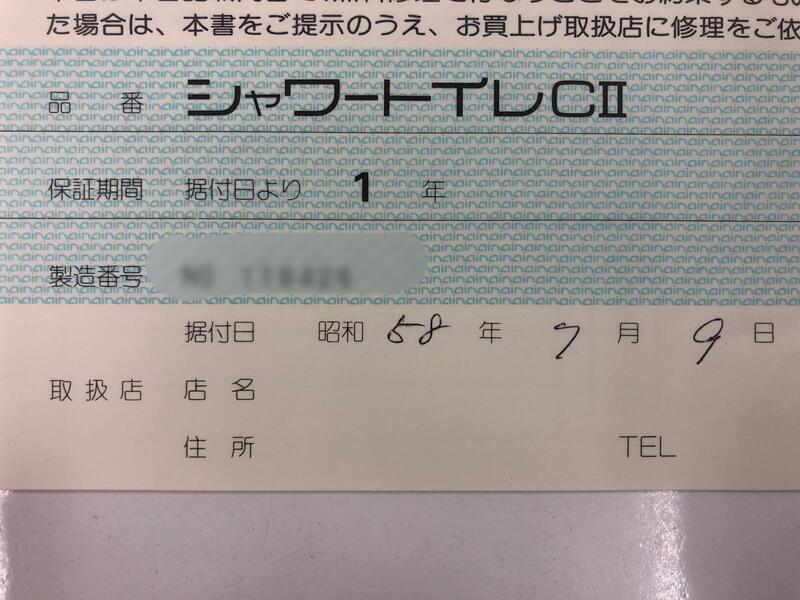 た場合は、本書をご提示のうえ、お買上げ取扱店に修理をご依
品番 シャワートイレCⅡ
保証期間 据付日より 1 年
製造番号
据付日 昭和 58 年 7 月 9 日
取扱店 店名
住所 TEL